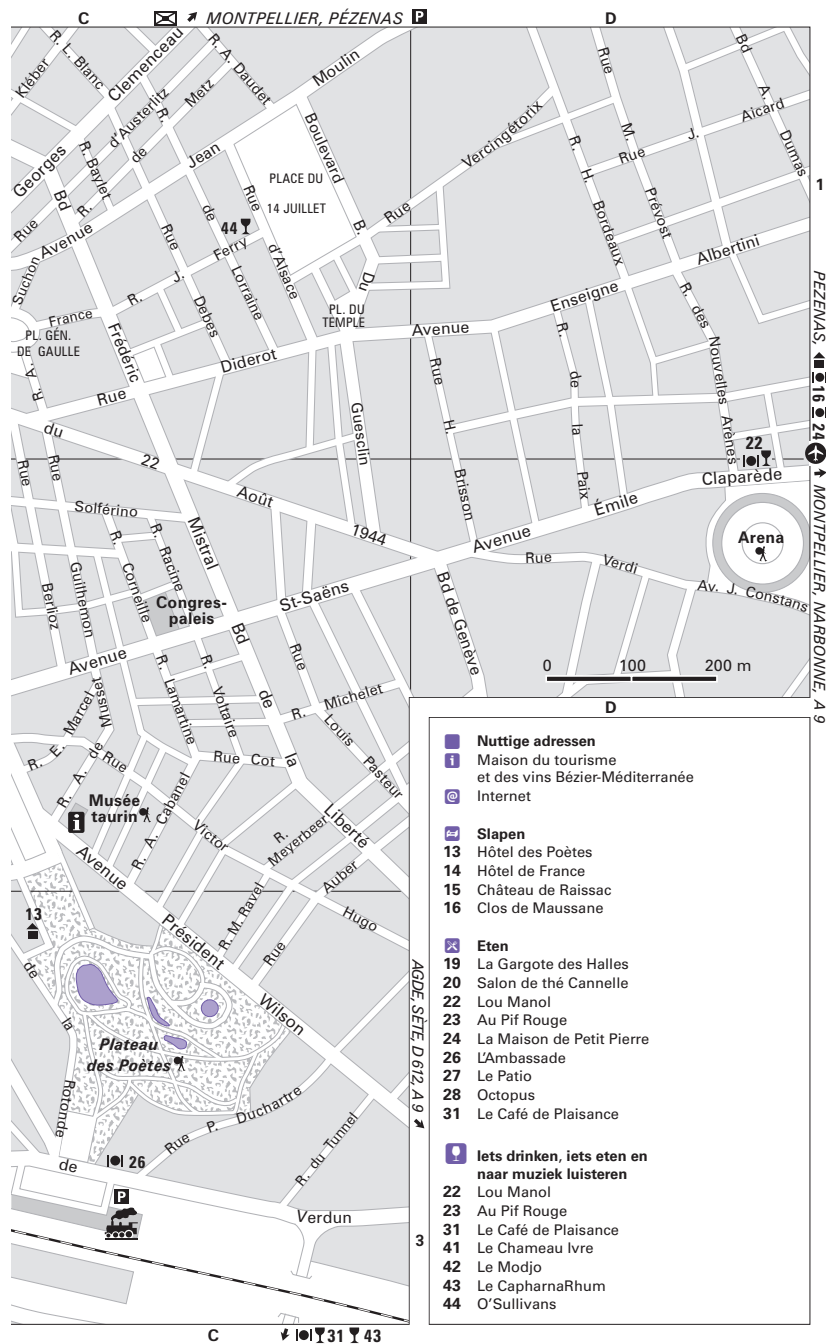 C
MONTPELLIER, PÉZENAS
P
D
Kléber
R. L. Blanc
Georges Clemenceau
R. A. Daudet
Rue d'Austerlitz
R. de Metz
R. Baylet
Avenue Jean Moulin
Boulevard
PLACE DU
14 JUILLET
Rue Vercingétorix
Rue M. Prévost
Bd A. Dumas
Rue J. Aicard
R. H. Bordeaux
1
44
Suchon
Bd Frédéric Mistral
Rue Debes
R. de Lorraine
R. J. Ferry
Rue d'Alsace
B. Du Guesclin
France
PL. GÉN.
DE GAULLE
R. A.
PL. DU
TEMPLE
Rue Diderot
Avenue Enseigne Albertini
R. des Nouvelles Arènes
Rue H. Brisson
R. de la Paix
PEZENAS,
16
24
MONTPELLIER, NARBONNE, A 9
22
du 22 Août 1944
Rue
Rue
Solférino
Berlioz
Guilhemon
R. Corneille
R. Racine
Congres-
paleis
Avenue St-Saëns
Avenue Émile Claparède
Arena
Rue Verdi
Av. J. Constans
Bd de Genève
0 100 200 m
D
R. E. Marcel
R. A. de Musset
Rue Victor Hugo
R. Lamartine
R. Voltaire
Bd de la Liberté
Rue
R. Michelet
Louis Pasteur
Rue Cot
R. A. Cabanel
Musée
taurin
i
R. Meyerbeer
Avenue Président Wilson
R. M. Ravel
Rue Auber
13
de la Rotonde
Plateau
des Poètes
Rue P. Duchartre
R. du Tunnel
AGDE, SÈTE, D 612, A 9
26
de Verdun
P
3
C
31
43
Nuttige adressen
i Maison du tourisme
et des vins Bézier-Méditerranée
@ Internet
Slapen
13 Hôtel des Poètes
14 Hôtel de France
15 Château de Raissac
16 Clos de Maussane
Eten
19 La Gargote des Halles
20 Salon de thé Cannelle
22 Lou Manol
23 Au Pif Rouge
24 La Maison de Petit Pierre
26 L'Ambassade
27 Le Patio
28 Octopus
31 Le Café de Plaisance
Iets drinken, iets eten en
naar muziek luisteren
22 Lou Manol
23 Au Pif Rouge
31 Le Café de Plaisance
41 Le Chameau Ivre
42 Le Modjo
43 Le CapharnaRhum
44 O'Sullivans